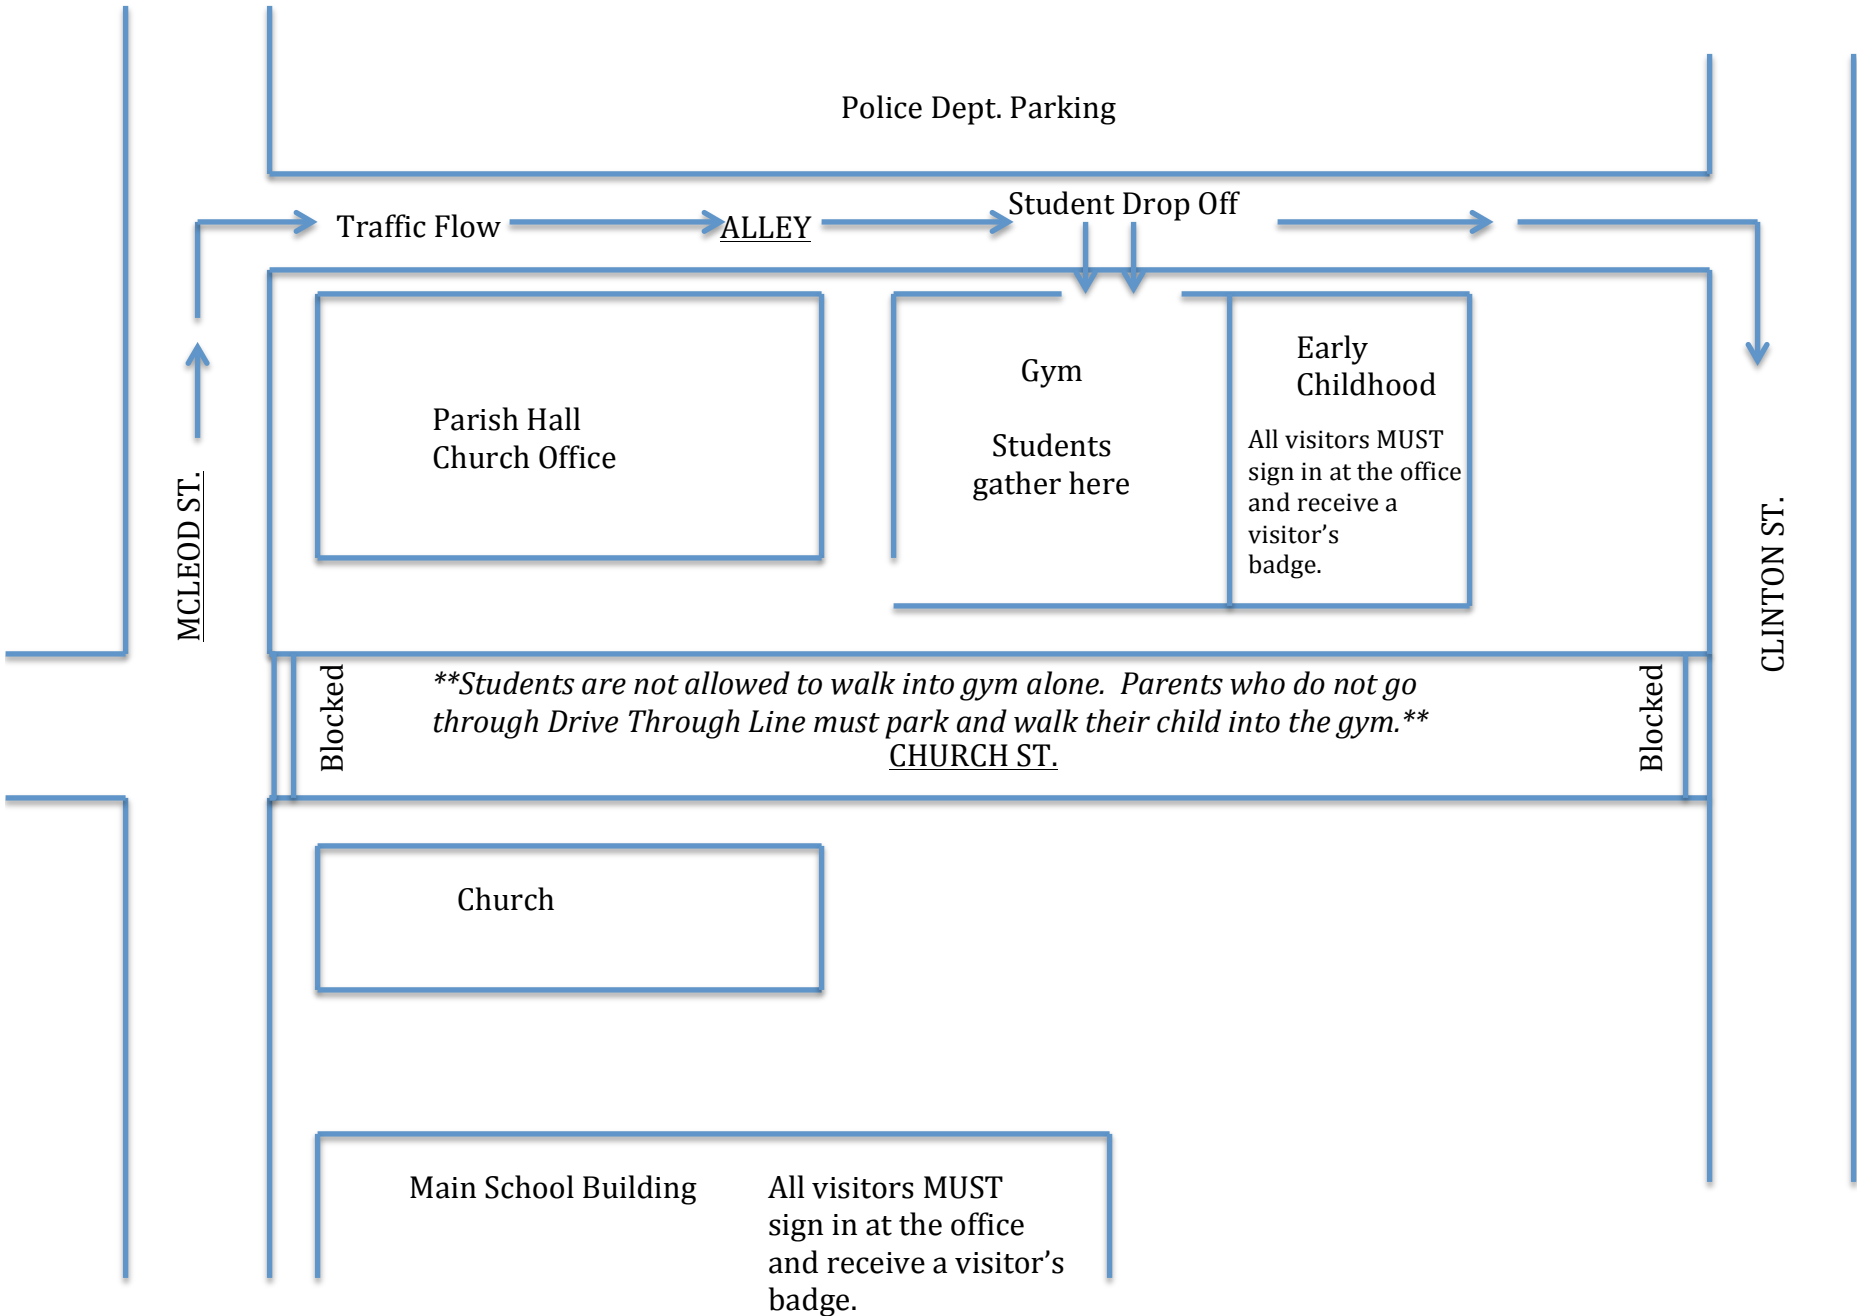 Police Dept. Parking
Student Drop Off
Traffic Flow
ALLEY
Parish Hall
Church Office
Gym
Students
gather here
Early
Childhood
All visitors MUST
sign in at the office
and receive a
visitor’s
badge.
MCLEOD ST.
CLINTON ST.
Blocked
**Students are not allowed to walk into gym alone.  Parents who do not go
through Drive Through Line must park and walk their child into the gym.**
CHURCH ST.
Blocked
Church
Main School Building
All visitors MUST
sign in at the office
and receive a visitor’s
badge.